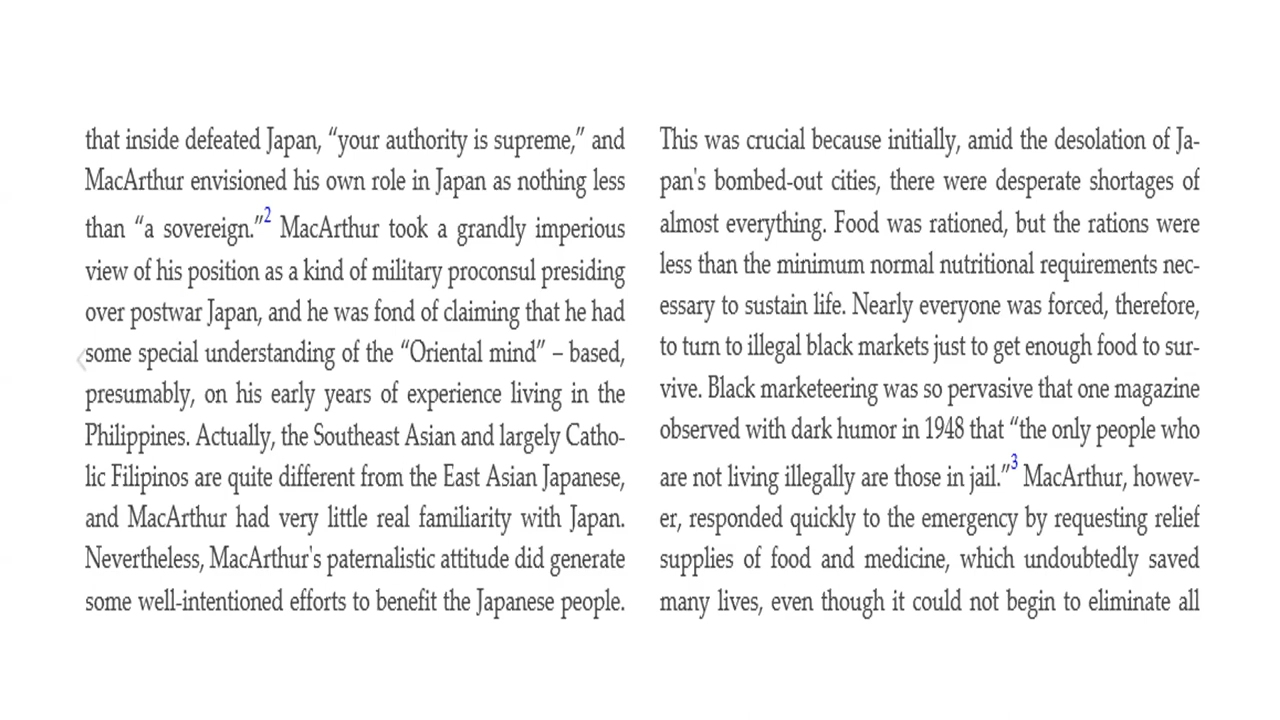 that inside defeated Japan, “your authority is supreme,” and
MacArthur envisioned his own role in Japan as nothing less
than “a sovereign.”2 MacArthur took a grandly imperious
view of his position as a kind of military proconsul presiding
over postwar Japan, and he was fond of claiming that he had
some special understanding of the “Oriental mind” – based,
presumably, on his early years of experience living in the
Philippines. Actually, the Southeast Asian and largely Catho-
lic Filipinos are quite different from the East Asian Japanese,
and MacArthur had very little real familiarity with Japan.
Nevertheless, MacArthur's paternalistic attitude did generate
some well-intentioned efforts to benefit the Japanese people.
This was crucial because initially, amid the desolation of Ja-
pan's bombed-out cities, there were desperate shortages of
almost everything. Food was rationed, but the rations were
less than the minimum normal nutritional requirements nec-
essary to sustain life. Nearly everyone was forced, therefore,
to turn to illegal black markets just to get enough food to sur-
vive. Black marketeering was so pervasive that one magazine
observed with dark humor in 1948 that “the only people who
are not living illegally are those in jail.”3 MacArthur, howev-
er, responded quickly to the emergency by requesting relief
supplies of food and medicine, which undoubtedly saved
many lives, even though it could not begin to eliminate all